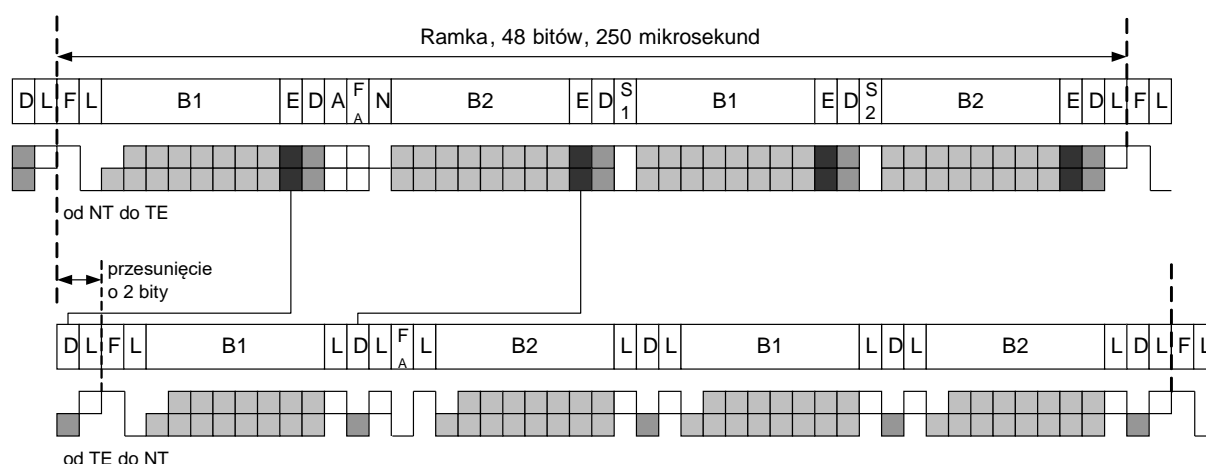 Ramka, 48 bitów, 250 mikrosekund
D L F L B1 E D A F A N B2 E D S 1 B1 E D S 2 B2 E D L F L
od NT do TE
przesunięcie
o 2 bity
D L F L B1 L D L F A L B2 L D L B1 L D L B2 L D L F L
od TE do NT